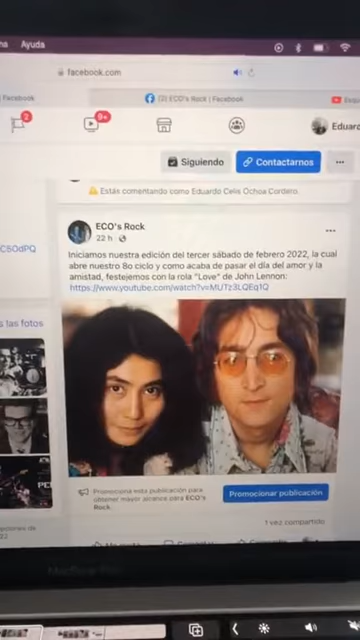 Ayuda
facebook.com
Facebook
(2) ECO's Rock | Facebook
2
9+
Siguiendo
Contactarnos
Estás comentando como Eduardo Celis Ochoa Cordero.
ECO's Rock
22 h
Iniciamos nuestra edición del tercer sábado de febrero 2022, la cual
abre nuestro 8o ciclo y como acaba de pasar el día del amor y la
amistad, festejemos con la rola "Love" de John Lennon:
https://www.youtube.com/watch?v=MUTz3LQEq1Q
s las fotos
Promociona esta publicación para
obtener mayor alcance para ECO's
Rock.
Promocionar publicación
1 vez compartido
MacBook Pro